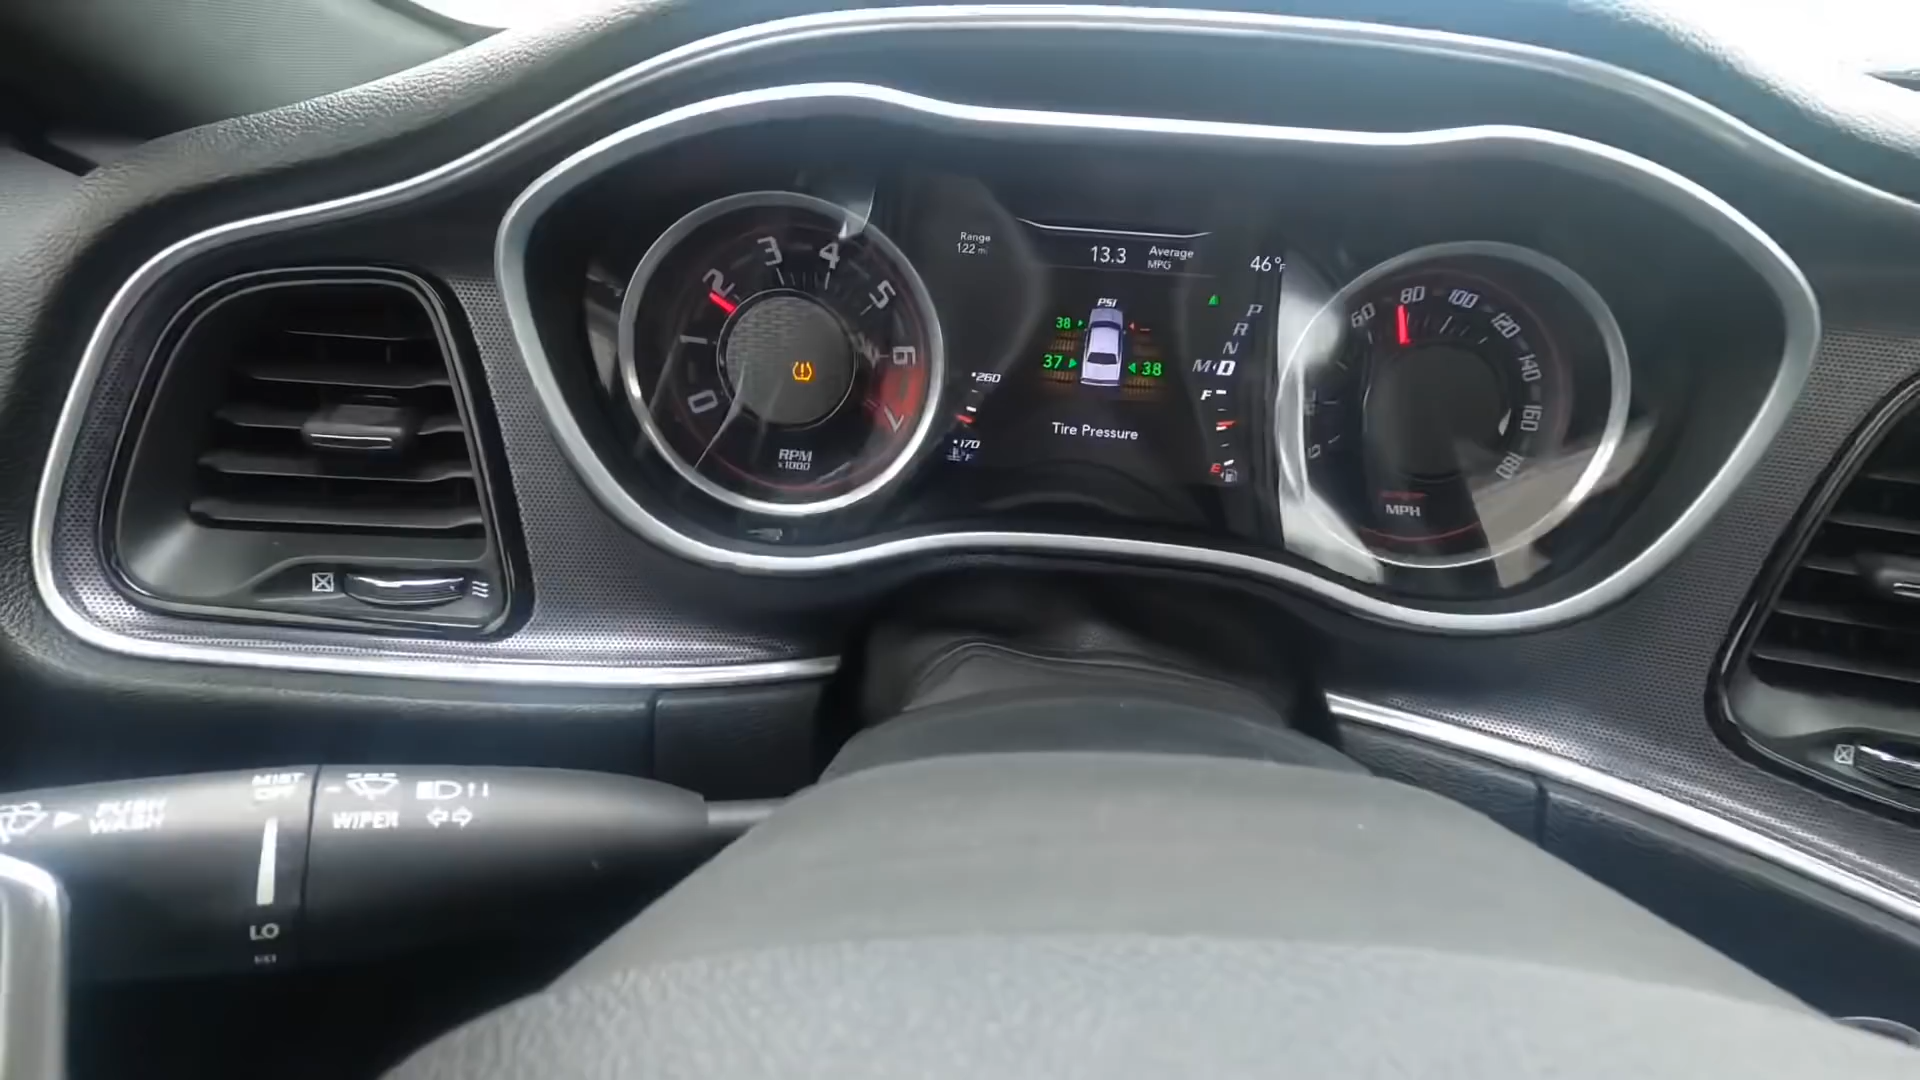 0
1
2
3
4
5
6
7
RPM
x1000
Range
122 mi
13.3
Average
MPG
46°F
PSI
38
--
37
38
Tire Pressure
260
170
°F
P
R
N
M
D
F
E
60
80
100
120
140
160
180
MPH
PUSH
WASH
MIST
OFF
WIPER
LO